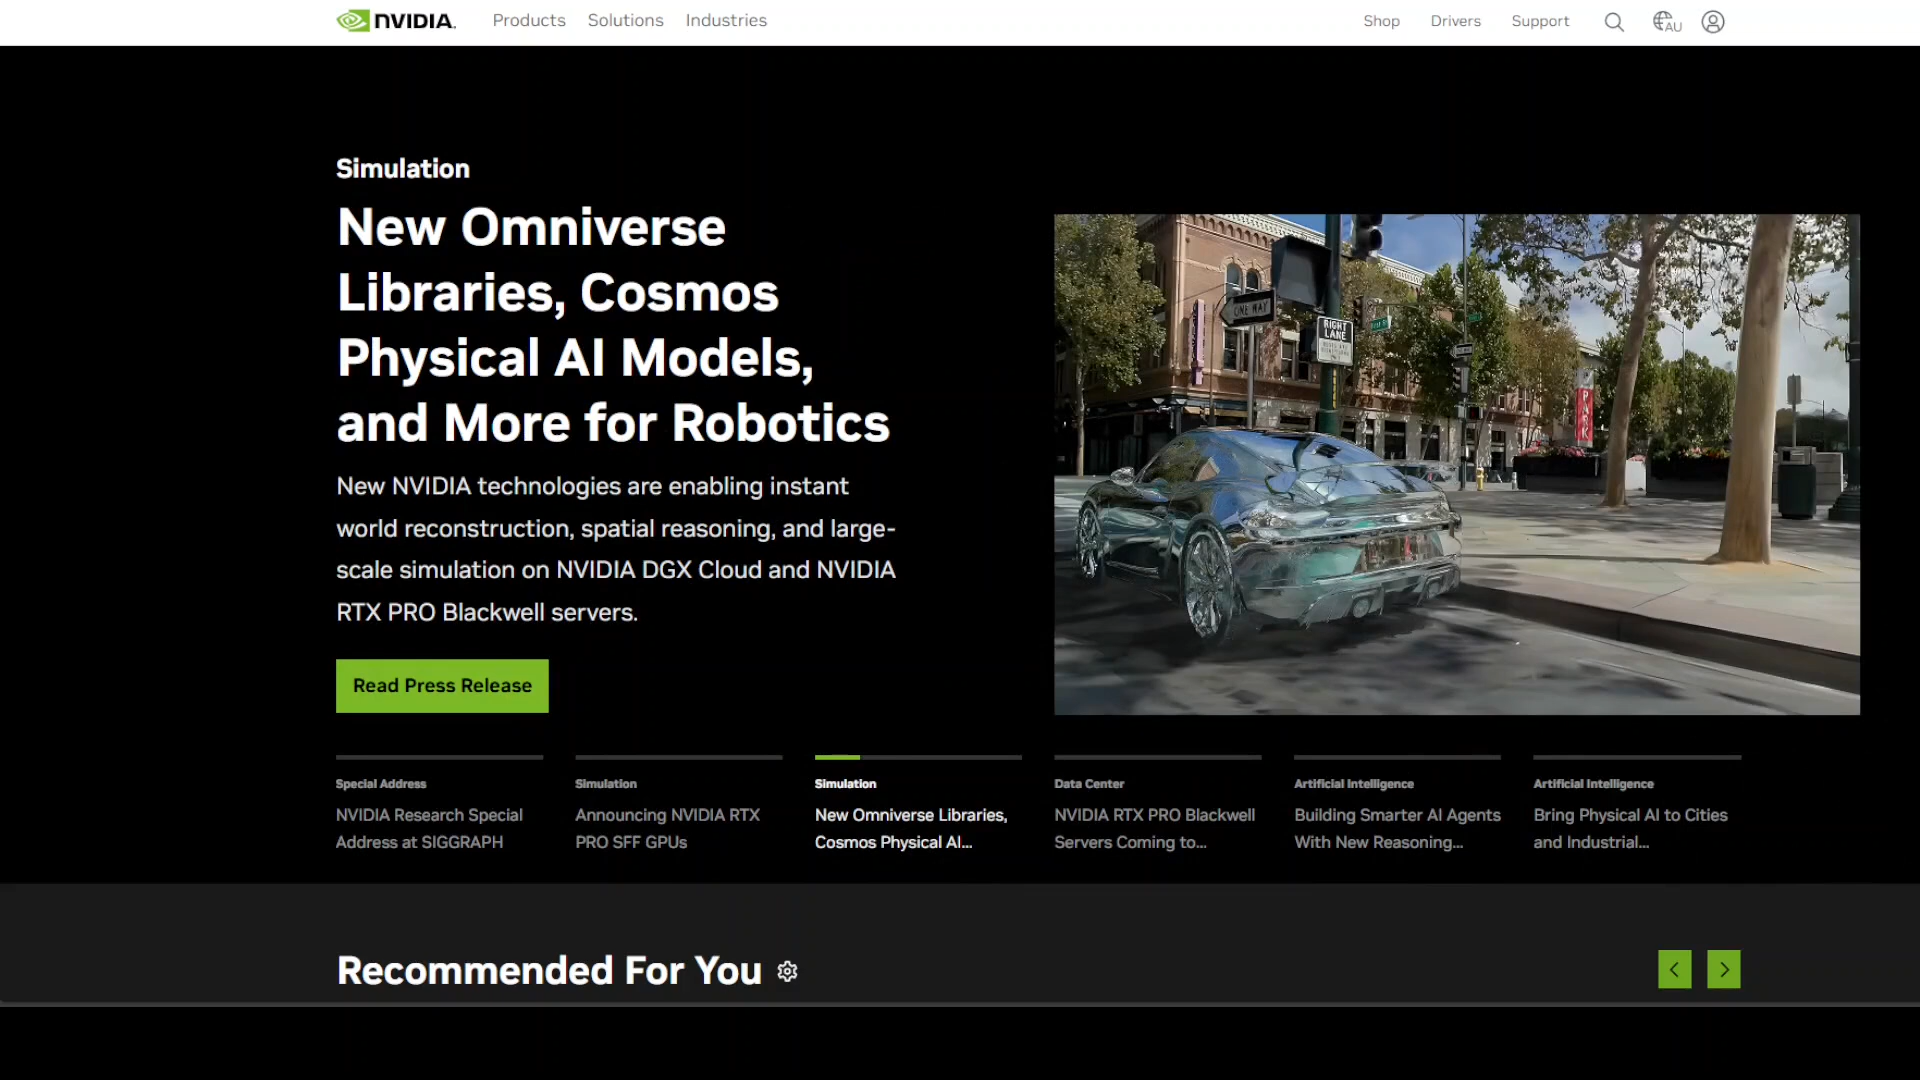 NVIDIA.
Products
Solutions
Industries
Shop
Drivers
Support
AU
Simulation
New Omniverse
Libraries, Cosmos
Physical AI Models,
and More for Robotics
New NVIDIA technologies are enabling instant
world reconstruction, spatial reasoning, and large-
scale simulation on NVIDIA DGX Cloud and NVIDIA
RTX PRO Blackwell servers.
Read Press Release
ONE WAY
RIGHT
LANE
PARK
Special Address
NVIDIA Research Special
Address at SIGGRAPH
Simulation
Announcing NVIDIA RTX
PRO SFF GPUs
Simulation
New Omniverse Libraries,
Cosmos Physical AI...
Data Center
NVIDIA RTX PRO Blackwell
Servers Coming to...
Artificial Intelligence
Building Smarter AI Agents
With New Reasoning...
Artificial Intelligence
Bring Physical AI to Cities
and Industrial...
Recommended For You